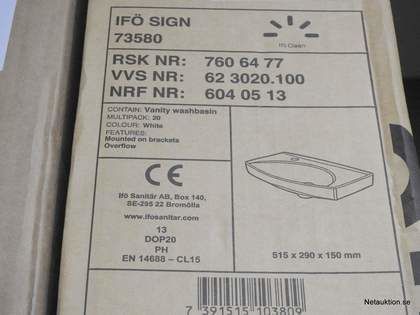 IFÖ SIGN
73580
Ifö Clean
RSK NR: 760 64 77
VVS NR: 62 3020.100
NRF NR: 604 05 13
CONTAIN: Vanity washbasin
MULTIPACK: 20
COLOUR: White
FEATURES:
Mounted on brackets
Overflow
CE
Ifö Sanitär AB, Box 140,
SE-295 22 Bromölla
www.ifosanitar.com
13
DOP20
PH
EN 14688 – CL15
515 x 290 x 150 mm
7 391515 103809
Netauktion.se